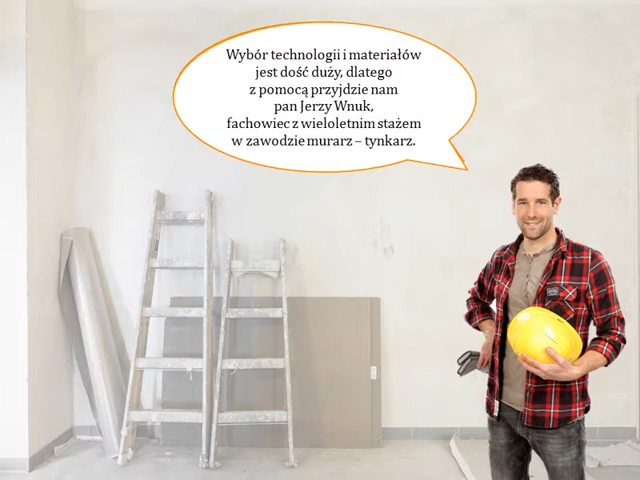 Wybór technologii i materiałów
jest dość duży, dlatego
z pomocą przyjdzie nam
pan Jerzy Wnuk,
fachowiec z wieloletnim stażem
w zawodzie murarz – tynkarz.